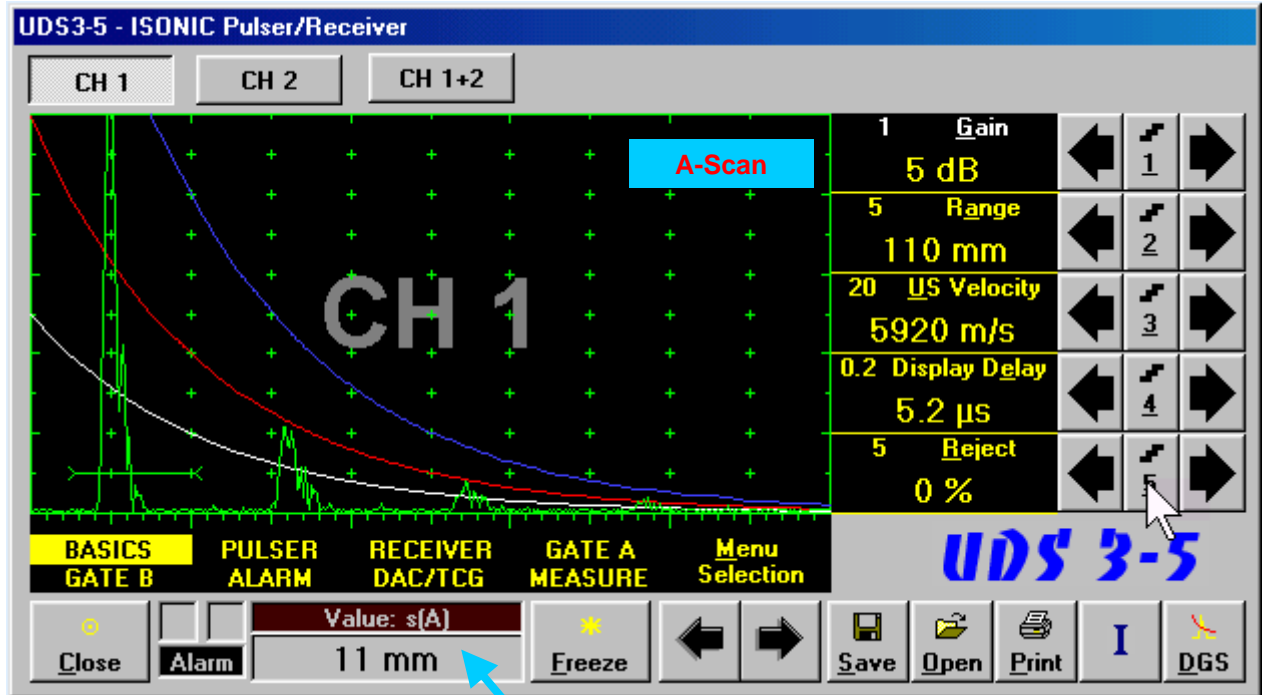 UDS3-5 - ISONIC Pulser/Receiver
CH 1
CH 2
CH 1+2
A-Scan
CH 1
1 Gain
5 dB
1
5 Range
110 mm
2
20 US Velocity
5920 m/s
3
0.2 Display Delay
5.2 µs
4
5 Reject
0 %
5
BASICS PULSER RECEIVER GATE A Menu
GATE B ALARM DAC/TCG MEASURE Selection
UDS 3-5
Close
Alarm
Value: s(A)
11 mm
Freeze
Save
Open
Print
I
DGS